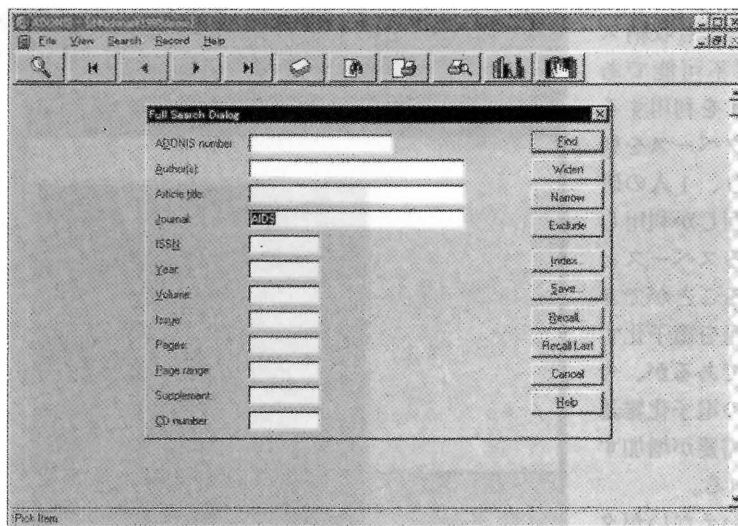 File View Search Record Help
Full Search Dialog
ADONIS number
Author(s):
Article title:
Journal: AIDS
ISSN
Year:
Volume:
Issue:
Pages:
Page range:
Supplement:
CD number
Find
Widen
Narrow
Exclude
Index...
Save...
Recall...
Recall Last
Cancel
Help
Pick Item